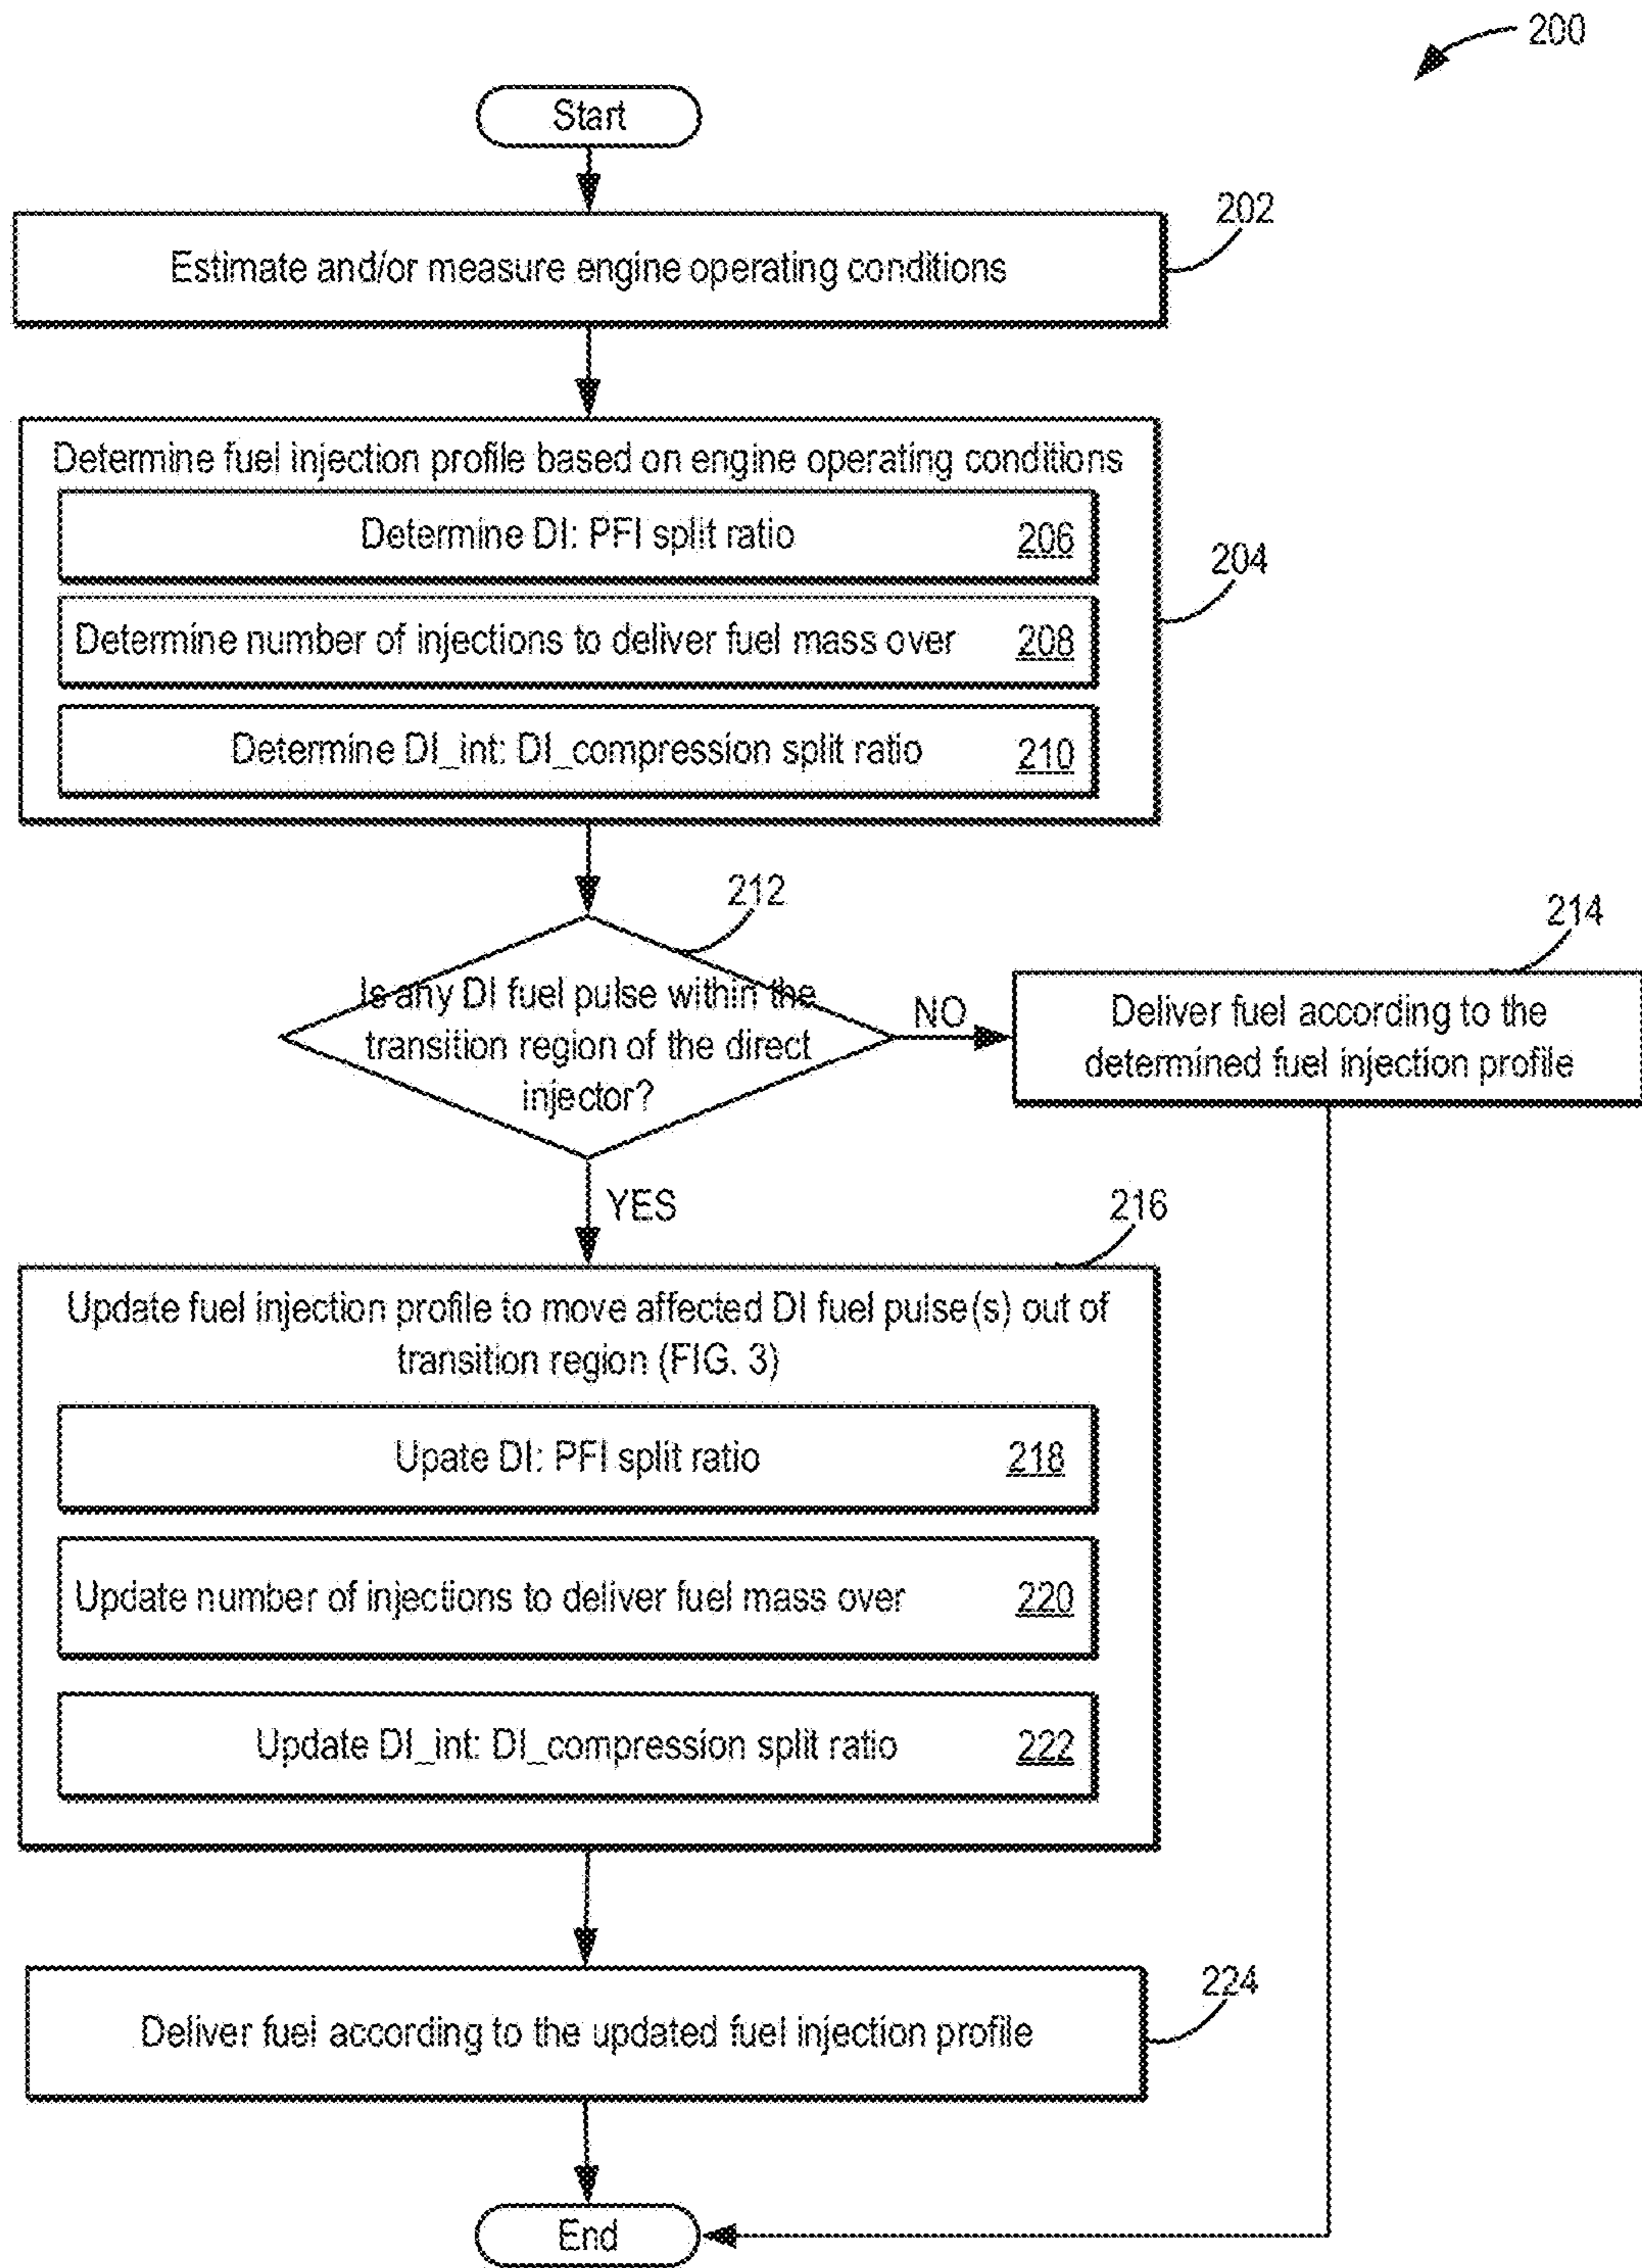 200
Start
202
Estimate and/or measure engine operating conditions
Determine fuel injection profile based on engine operating conditions
Determine DI: PFI split ratio 206
204
Determine number of injections to deliver fuel mass over 208
Determine DI_int: DI_compression split ratio 210
212
214
Is any DI fuel pulse within the
transition region of the direct
injector?
NO
Deliver fuel according to the
determined fuel injection profile
YES
216
Update fuel injection profile to move affected DI fuel pulse(s) out of
transition region (FIG. 3)
Upate DI: PFI split ratio 218
Update number of injections to deliver fuel mass over 220
Update DI_int: DI_compression split ratio 222
224
Deliver fuel according to the updated fuel injection profile
End